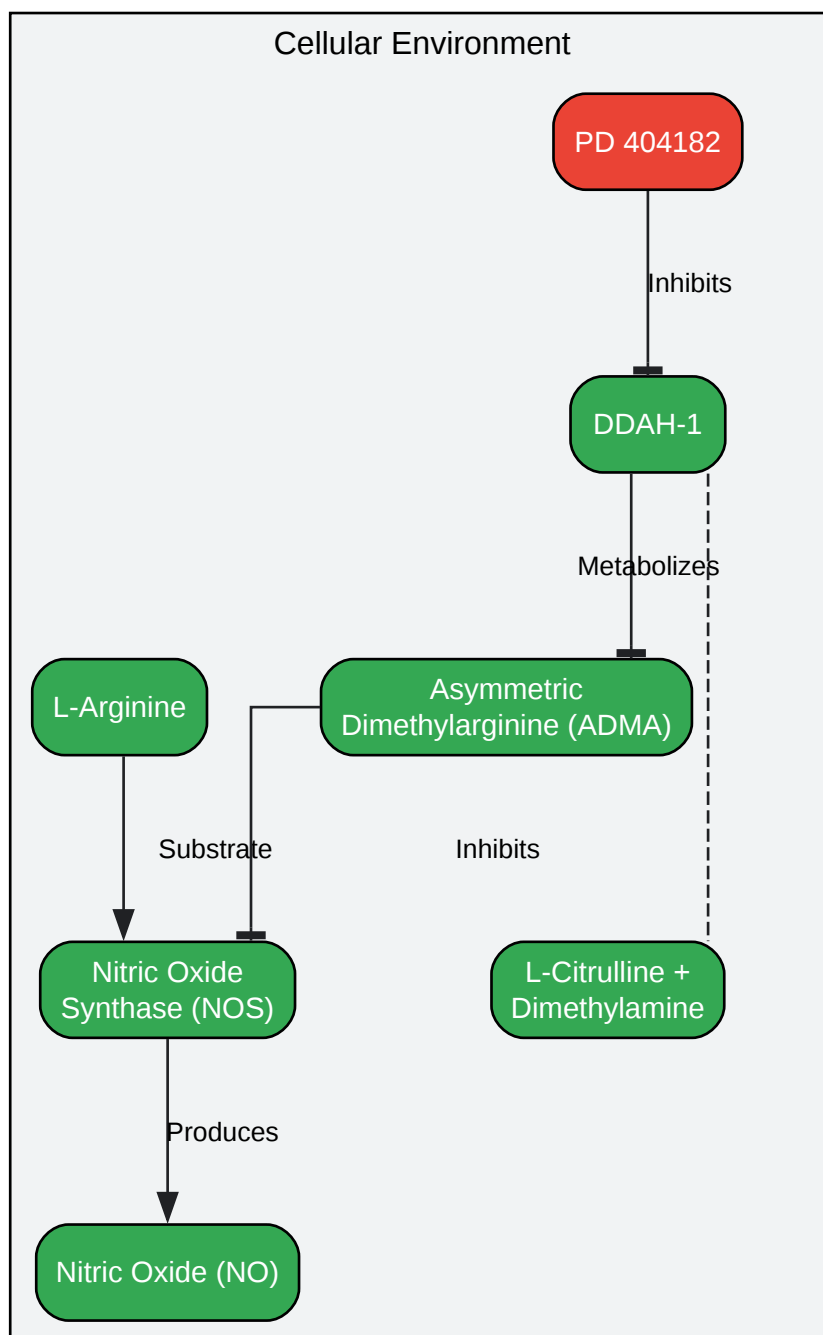 Cellular Environment
PD 404182
Inhibits
DDAH-1
Metabolizes
L-Arginine
Asymmetric
Dimethylarginine (ADMA)
Substrate
Inhibits
Nitric Oxide
Synthase (NOS)
L-Citrulline +
Dimethylamine
Produces
Nitric Oxide (NO)